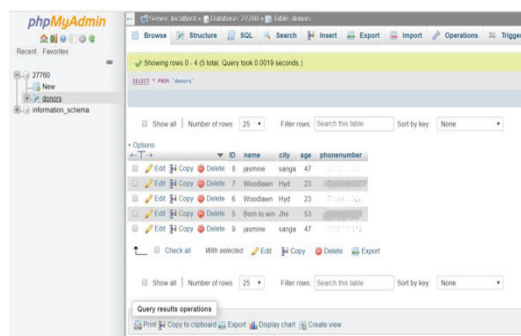 phpMyAdmin
Recent Favorites
27760
New
donors
information_schema
Server: localhost » Database: 27760 » Table: donors
Browse Structure SQL Search Insert Export Import Operations Trigger
Showing rows 0 - 4 (5 total, Query took 0.0019 seconds.)
SELECT * FROM `donors`
Show all Number of rows: 25 Filter rows: Search this table Sort by key: None
+ Options
ID name city age phonenumber
Edit Copy Delete 8 jasmine sanga 47
Edit Copy Delete 7 Woodlawn Hyd 23
Edit Copy Delete 6 Woodlawn Hyd 23
Edit Copy Delete 5 Born to win Jhs 53
Edit Copy Delete 9 jasmine sanga 47
Check all With selected: Edit Copy Delete Export
Show all Number of rows: 25 Filter rows: Search this table Sort by key: None
Query results operations
Print Copy to clipboard Export Display chart Create view